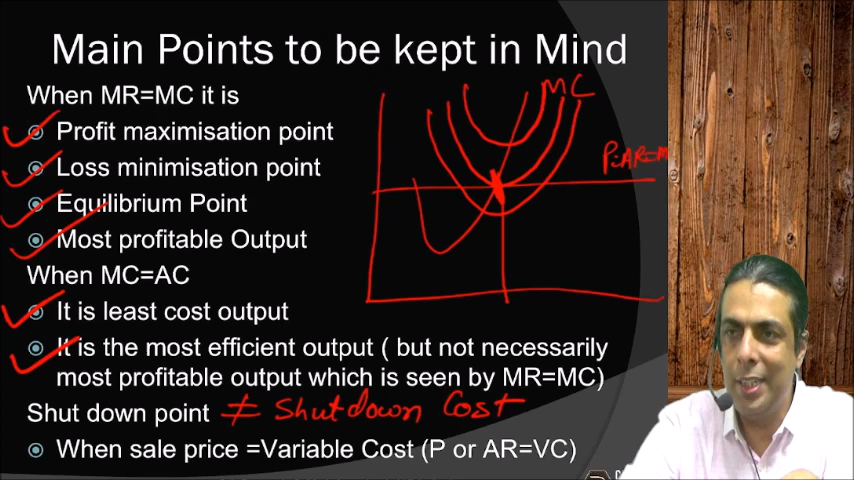 Main Points to be kept in Mind
When MR=MC it is
Profit maximisation point
Loss minimisation point
Equilibrium Point
Most profitable Output
When MC=AC
It is least cost output
It is the most efficient output ( but not necessarily
most profitable output which is seen by MR=MC)
Shut down point ≠ Shutdown Cost
When sale price =Variable Cost (P or AR=VC)
MC
P=AR=M